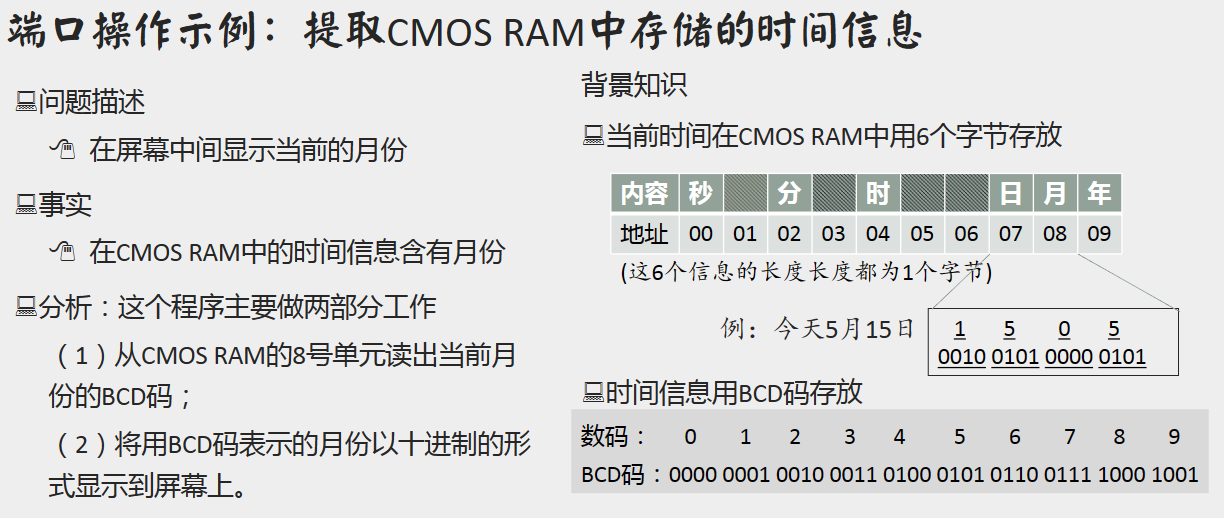 端口操作示例：提取CMOS RAM中存储的时间信息
问题描述
在屏幕中间显示当前的月份
事实
在CMOS RAM中的时间信息含有月份
分析：这个程序主要做两部分工作
（1）从CMOS RAM的8号单元读出当前月
份的BCD码；
（2）将用BCD码表示的月份以十进制的形
式显示到屏幕上。
背景知识
当前时间在CMOS RAM中用6个字节存放
内容 秒 分 时 日 月 年
地址 00 01 02 03 04 05 06 07 08 09
(这6个信息的长度长度都为1个字节)
例：今天5月15日
1 5 0 5
0010 0101 0000 0101
时间信息用BCD码存放
数码： 0 1 2 3 4 5 6 7 8 9
BCD码：0000 0001 0010 0011 0100 0101 0110 0111 1000 1001